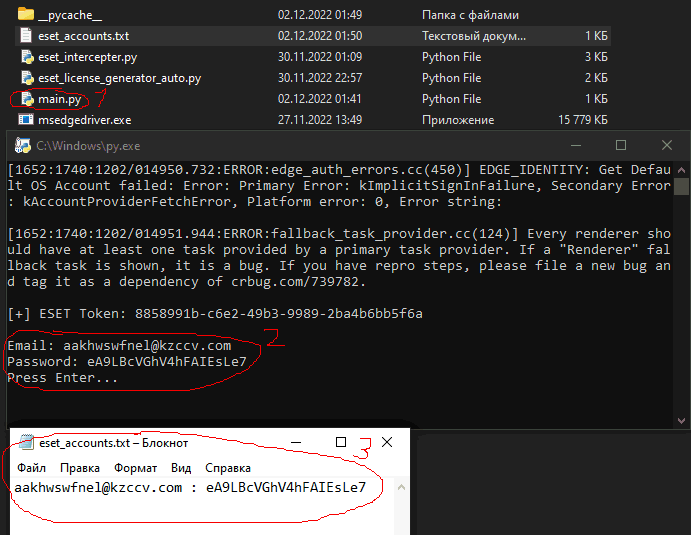 __pycache__ 02.12.2022 01:49 Папка с файлами
eset_accounts.txt 02.12.2022 01:50 Текстовый докум... 1 КБ
eset_intercepter.py 30.11.2022 01:09 Python File 3 КБ
eset_license_generator_auto.py 30.11.2022 22:57 Python File 2 КБ
main.py 1 02.12.2022 01:41 Python File 1 КБ
msedgedriver.exe 27.11.2022 13:49 Приложение 15 779 КБ
C:\Windows\py.exe
[1652:1740:1202/014950.732:ERROR:edge_auth_errors.cc(450)] EDGE_IDENTITY: Get Defau
lt OS Account failed: Error: Primary Error: kImplicitSignInFailure, Secondary Error
: kAccountProviderFetchError, Platform error: 0, Error string:
[1652:1740:1202/014951.944:ERROR:fallback_task_provider.cc(124)] Every renderer sho
uld have at least one task provided by a primary task provider. If a "Renderer" fal
lback task is shown, it is a bug. If you have repro steps, please file a new bug an
d tag it as a dependency of crbug.com/739782.
[+] ESET Token: 8858991b-c6e2-49b3-9989-2ba4b6bb5f6a
Email: aakhwswfnel@kzccv.com 2
Password: eA9LBcVGhV4hFAIEsLe7
Press Enter...
eset_accounts.txt – Блокнот 3
Файл Правка Формат Вид Справка
aakhwswfnel@kzccv.com : eA9LBcVGhV4hFAIEsLe7